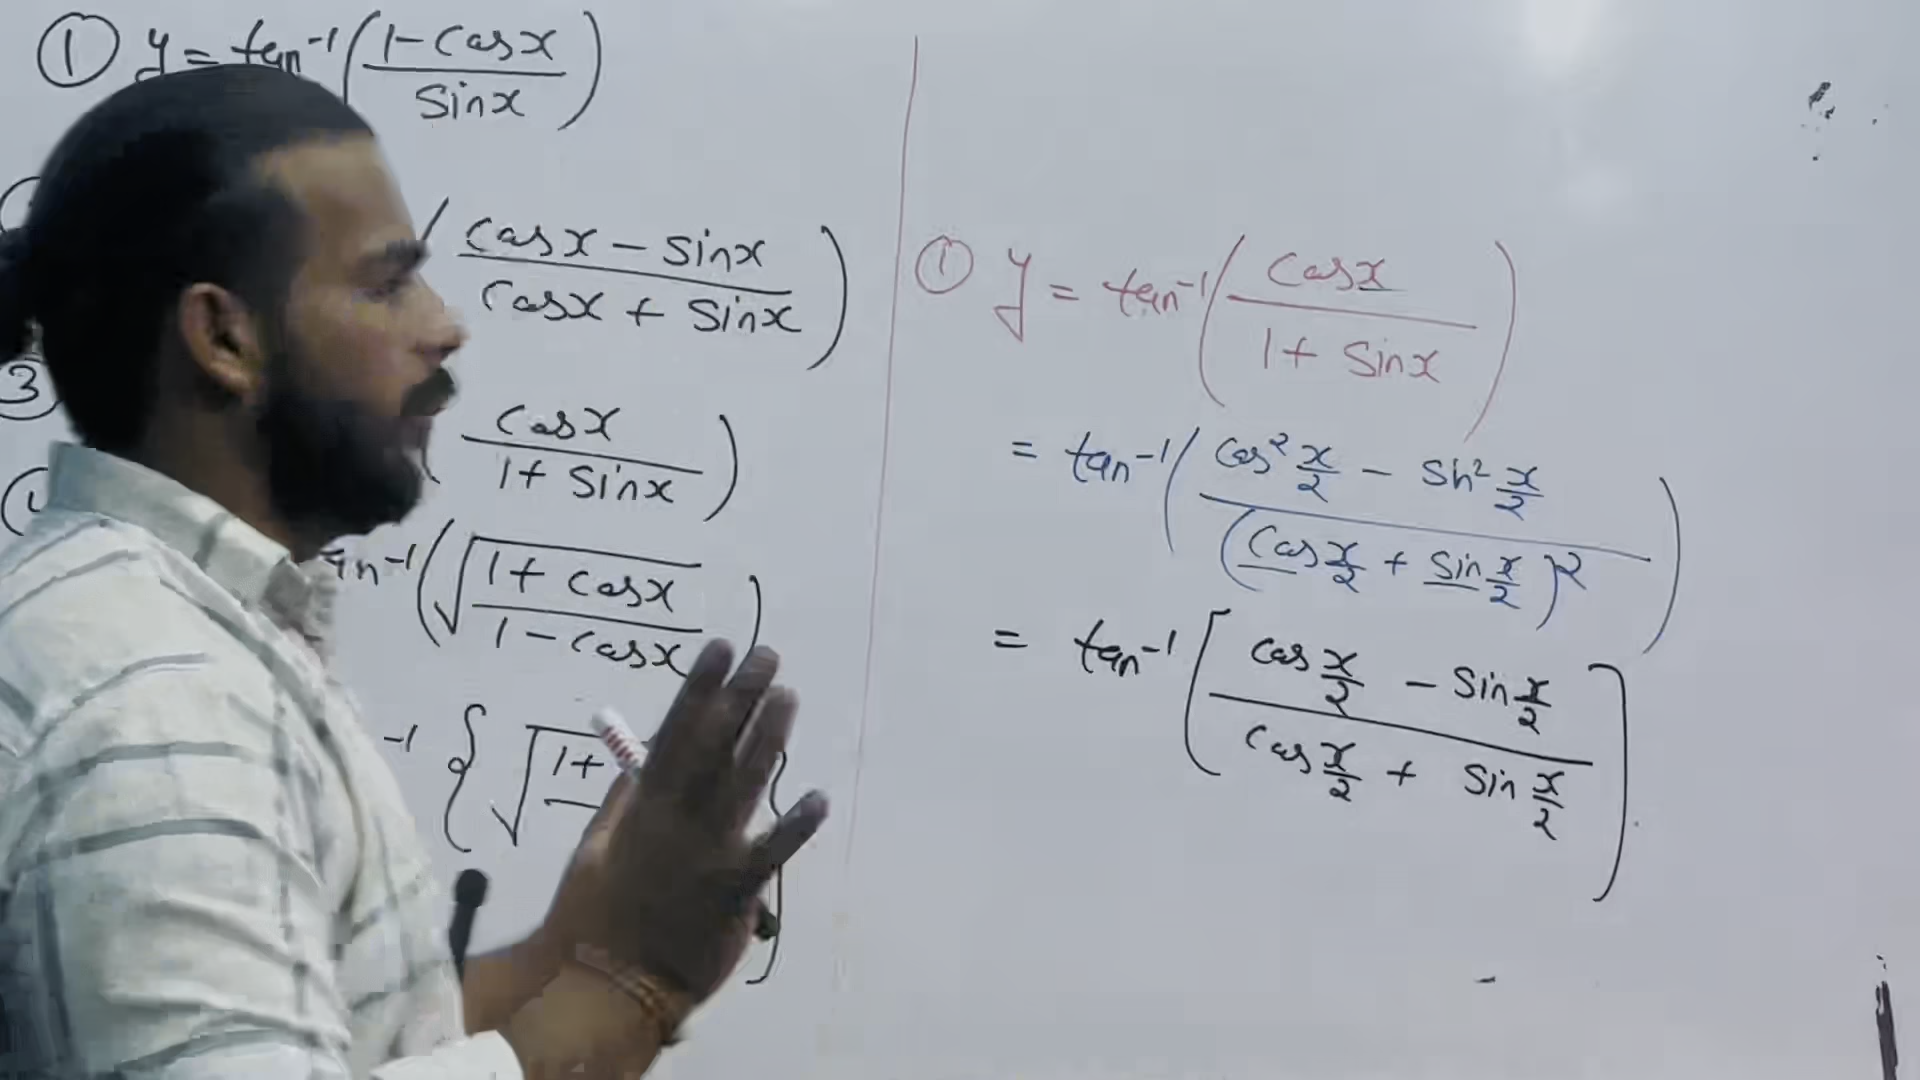 ① y = tan⁻¹ ( (1 - cosx) / Sinx )
( (cosx - Sinx) / (cosx + Sinx) )
③ ( cosx / (1 + Sinx) )
tan⁻¹ ( √( (1 + cosx) / (1 - cosx) ) )
⁻¹ { √ 1+
① y = tan⁻¹ ( cosx / (1 + Sinx) )
= tan⁻¹ ( (cos² x/2 - Sin² x/2) / (cos x/2 + Sin x/2)² )
= tan⁻¹ [ (cos x/2 - Sin x/2) / (cos x/2 + Sin x/2) ]